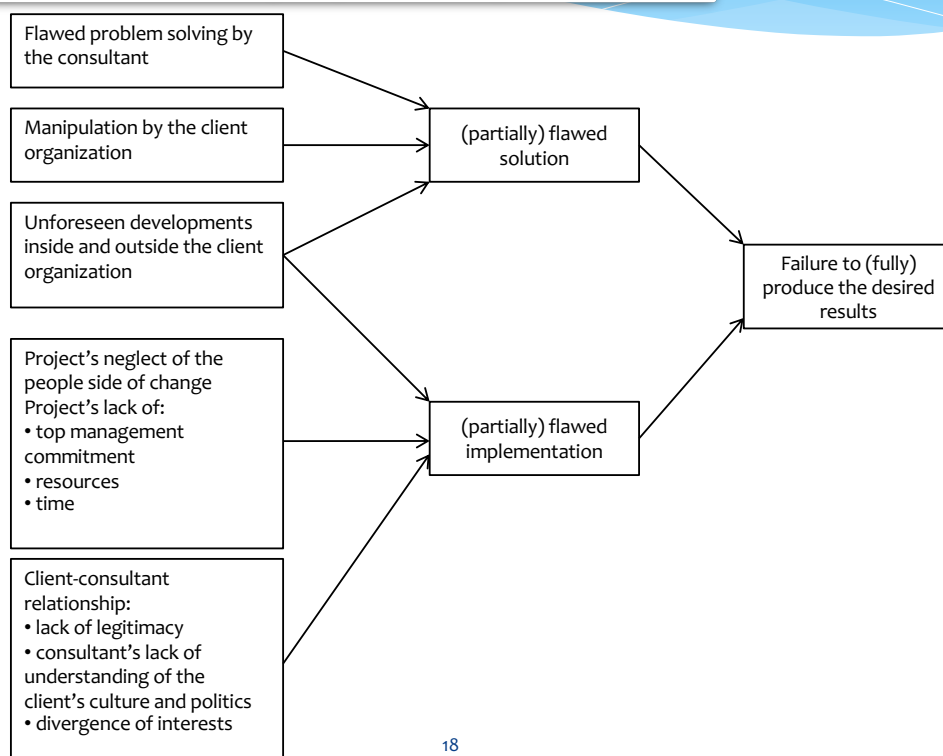 Flawed problem solving by
the consultant
Manipulation by the client
organization
Unforeseen developments
inside and outside the client
organization
Project's neglect of the
people side of change
Project's lack of:
• top management
commitment
• resources
• time
Client-consultant
relationship:
• lack of legitimacy
• consultant's lack of
understanding of the
client's culture and politics
• divergence of interests
(partially) flawed
solution
(partially) flawed
implementation
Failure to (fully)
produce the desired
results
18